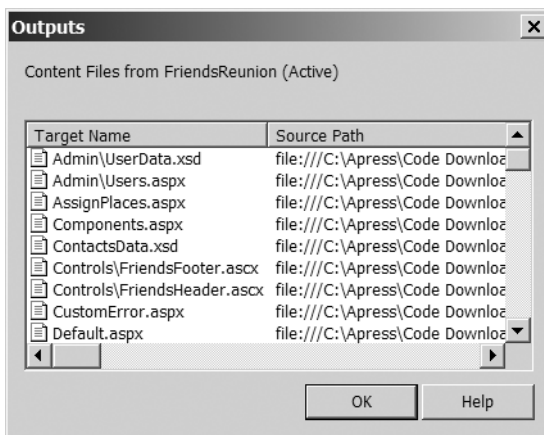 Outputs
Content Files from FriendsReunion (Active)
Target Name Source Path
Admin\UserData.xsd file:///C:\Apress\Code Downloa
Admin\Users.aspx file:///C:\Apress\Code Downloa
AssignPlaces.aspx file:///C:\Apress\Code Downloa
Components.aspx file:///C:\Apress\Code Downloa
ContactsData.xsd file:///C:\Apress\Code Downloa
Controls\FriendsFooter.ascx file:///C:\Apress\Code Downloa
Controls\FriendsHeader.ascx file:///C:\Apress\Code Downloa
CustomError.aspx file:///C:\Apress\Code Downloa
Default.aspx file:///C:\Apress\Code Downloa
OK Help